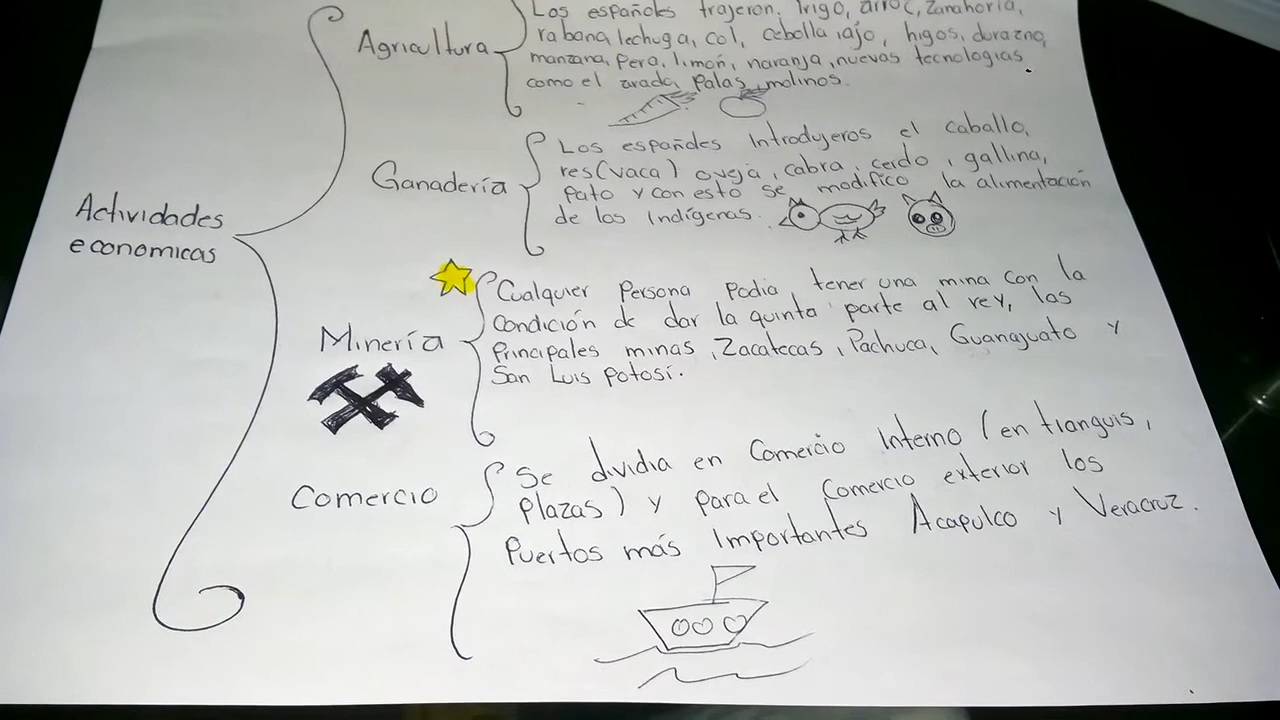 Actividades
economicas
Agricultura
Los españoles trajeron, trigo, arroz, zanahoria,
rabano, lechuga, col, cebolla, ajo, higos, durazno,
manzana, pera, limón, naranja, nuevas tecnologías
como el arado, palas, molinos.
Ganadería
Los españoles Introdujeros el caballo,
res(vaca) oveja, cabra, cerdo, gallina,
pato y con esto se modifico la alimentación
de los Indígenas.
Minería
Cualquier Persona Podia tener una mina con la
condición de dar la quinta parte al rey, las
Principales minas, Zacatecas, Pachuca, Guanajuato y
San Luis Potosí.
Comercio
Se dividia en Comercio Interno (en tianguis,
Plazas) y para el Comercio exterior los
Puertos más Importantes Acapulco y Veracruz.